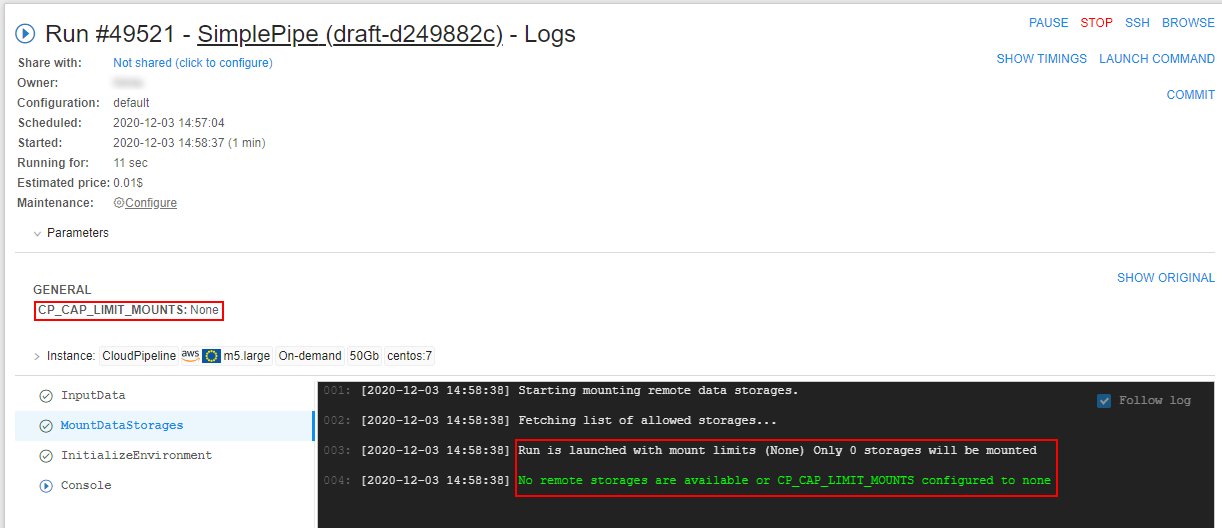 Run #49521 - SimplePipe (draft-d249882c) - Logs
PAUSE STOP SSH BROWSE
Share with: Not shared (click to configure)
SHOW TIMINGS LAUNCH COMMAND
Owner:
Configuration: default
COMMIT
Scheduled: 2020-12-03 14:57:04
Started: 2020-12-03 14:58:37 (1 min)
Running for: 11 sec
Estimated price: 0.01$
Maintenance: Configure
Parameters
SHOW ORIGINAL
GENERAL
CP_CAP_LIMIT_MOUNTS: None
Instance: CloudPipeline aws m5.large On-demand 50Gb centos:7
InputData
MountDataStorages
InitializeEnvironment
Console
001: [2020-12-03 14:58:38] Starting mounting remote data storages.
Follow log
002: [2020-12-03 14:58:38] Fetching list of allowed storages...
003: [2020-12-03 14:58:38] Run is launched with mount limits (None) Only 0 storages will be mounted
004: [2020-12-03 14:58:38] No remote storages are available or CP_CAP_LIMIT_MOUNTS configured to none